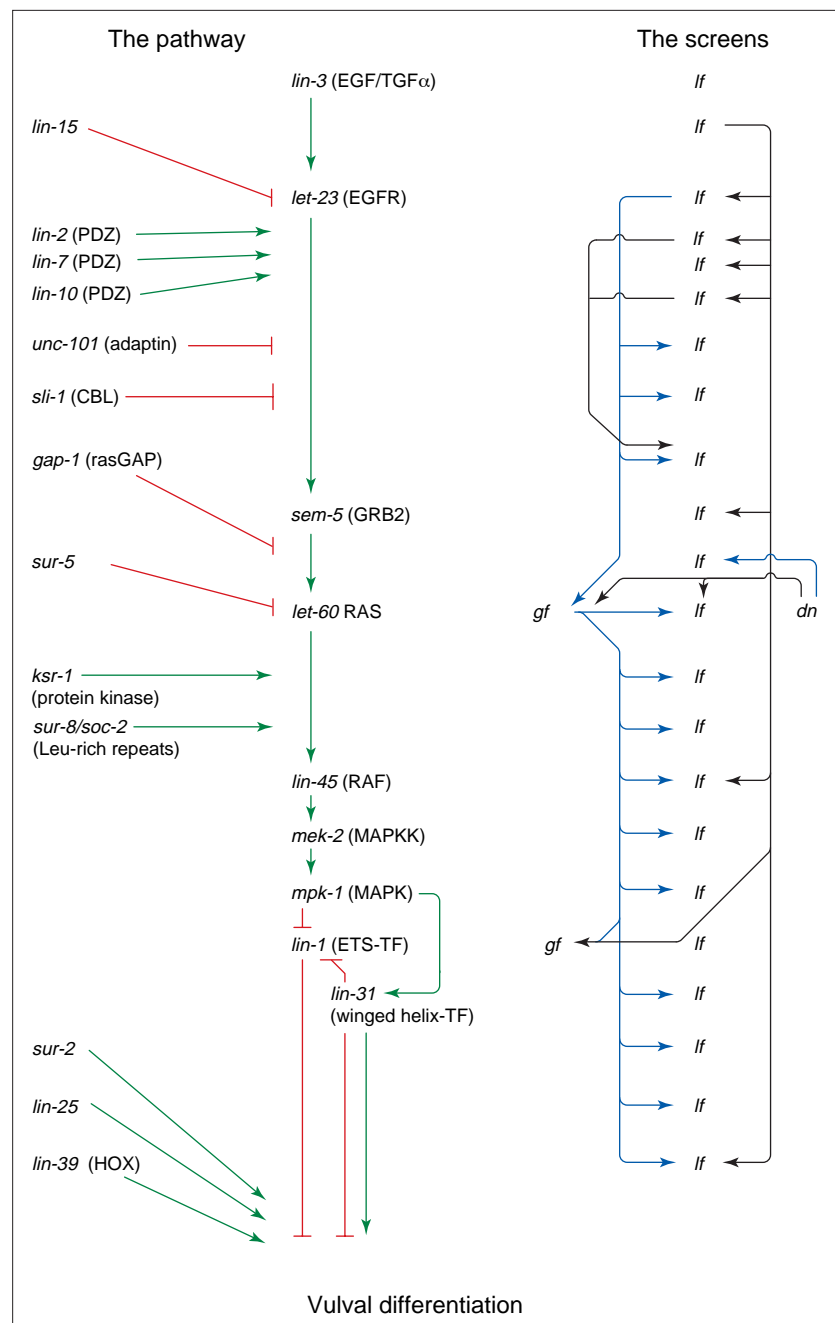 The pathway
The screens
lin-3 (EGF/TGFα)
lf
lin-15
lf
let-23 (EGFR)
lf
lin-2 (PDZ)
lf
lin-7 (PDZ)
lf
lin-10 (PDZ)
lf
unc-101 (adaptin)
lf
sli-1 (CBL)
lf
gap-1 (rasGAP)
lf
sem-5 (GRB2)
lf
sur-5
lf
let-60 RAS
gf
lf
dn
ksr-1
(protein kinase)
lf
sur-8/soc-2
(Leu-rich repeats)
lf
lin-45 (RAF)
lf
mek-2 (MAPKK)
lf
mpk-1 (MAPK)
lf
lin-1 (ETS-TF)
gf
lf
lin-31
(winged helix-TF)
lf
sur-2
lf
lin-25
lf
lin-39 (HOX)
lf
Vulval differentiation